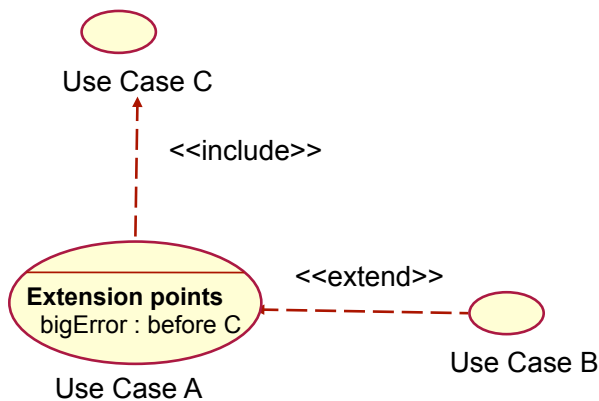 Use Case C
<<include>>
<<extend>>
Extension points
bigError : before C
Use Case B
Use Case A